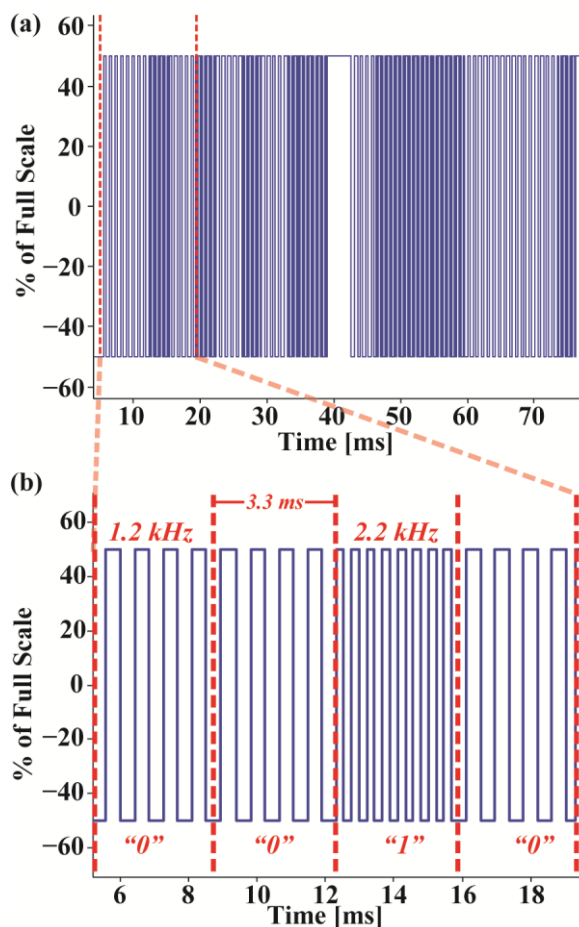 (a)
60
40
20
0
−20
−40
−60
% of Full Scale
10 20 30 40 50 60 70
Time [ms]
(b)
60
40
20
0
−20
−40
−60
% of Full Scale
3.3 ms
1.2 kHz 2.2 kHz
“0” “0” “1” “0”
6 8 10 12 14 16 18
Time [ms]